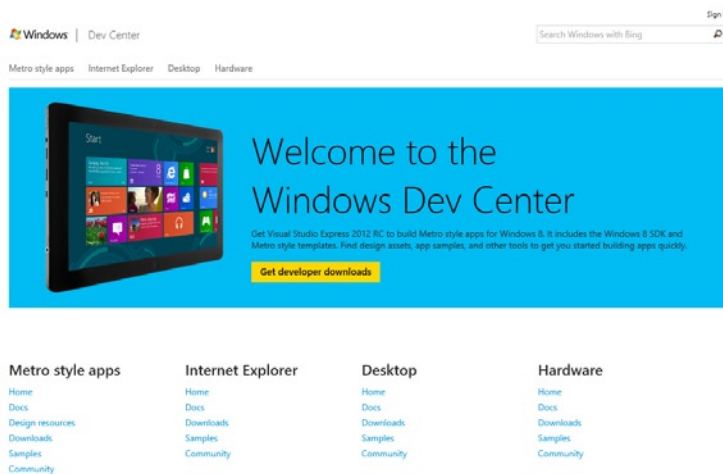 Sign
Windows | Dev Center
Search Windows with Bing
Metro style apps Internet Explorer Desktop Hardware
Start
Welcome to the
Windows Dev Center
Get Visual Studio Express 2012 RC to build Metro style apps for Windows 8. It includes the Windows 8 SDK and
Metro style templates. Find design assets, app samples, and other tools to get you started building apps quickly.
Get developer downloads
Metro style apps Internet Explorer Desktop Hardware
Home Home Home Home
Docs Docs Docs Docs
Design resources Downloads Downloads Downloads
Downloads Samples Samples Samples
Samples Community Community Community
Community